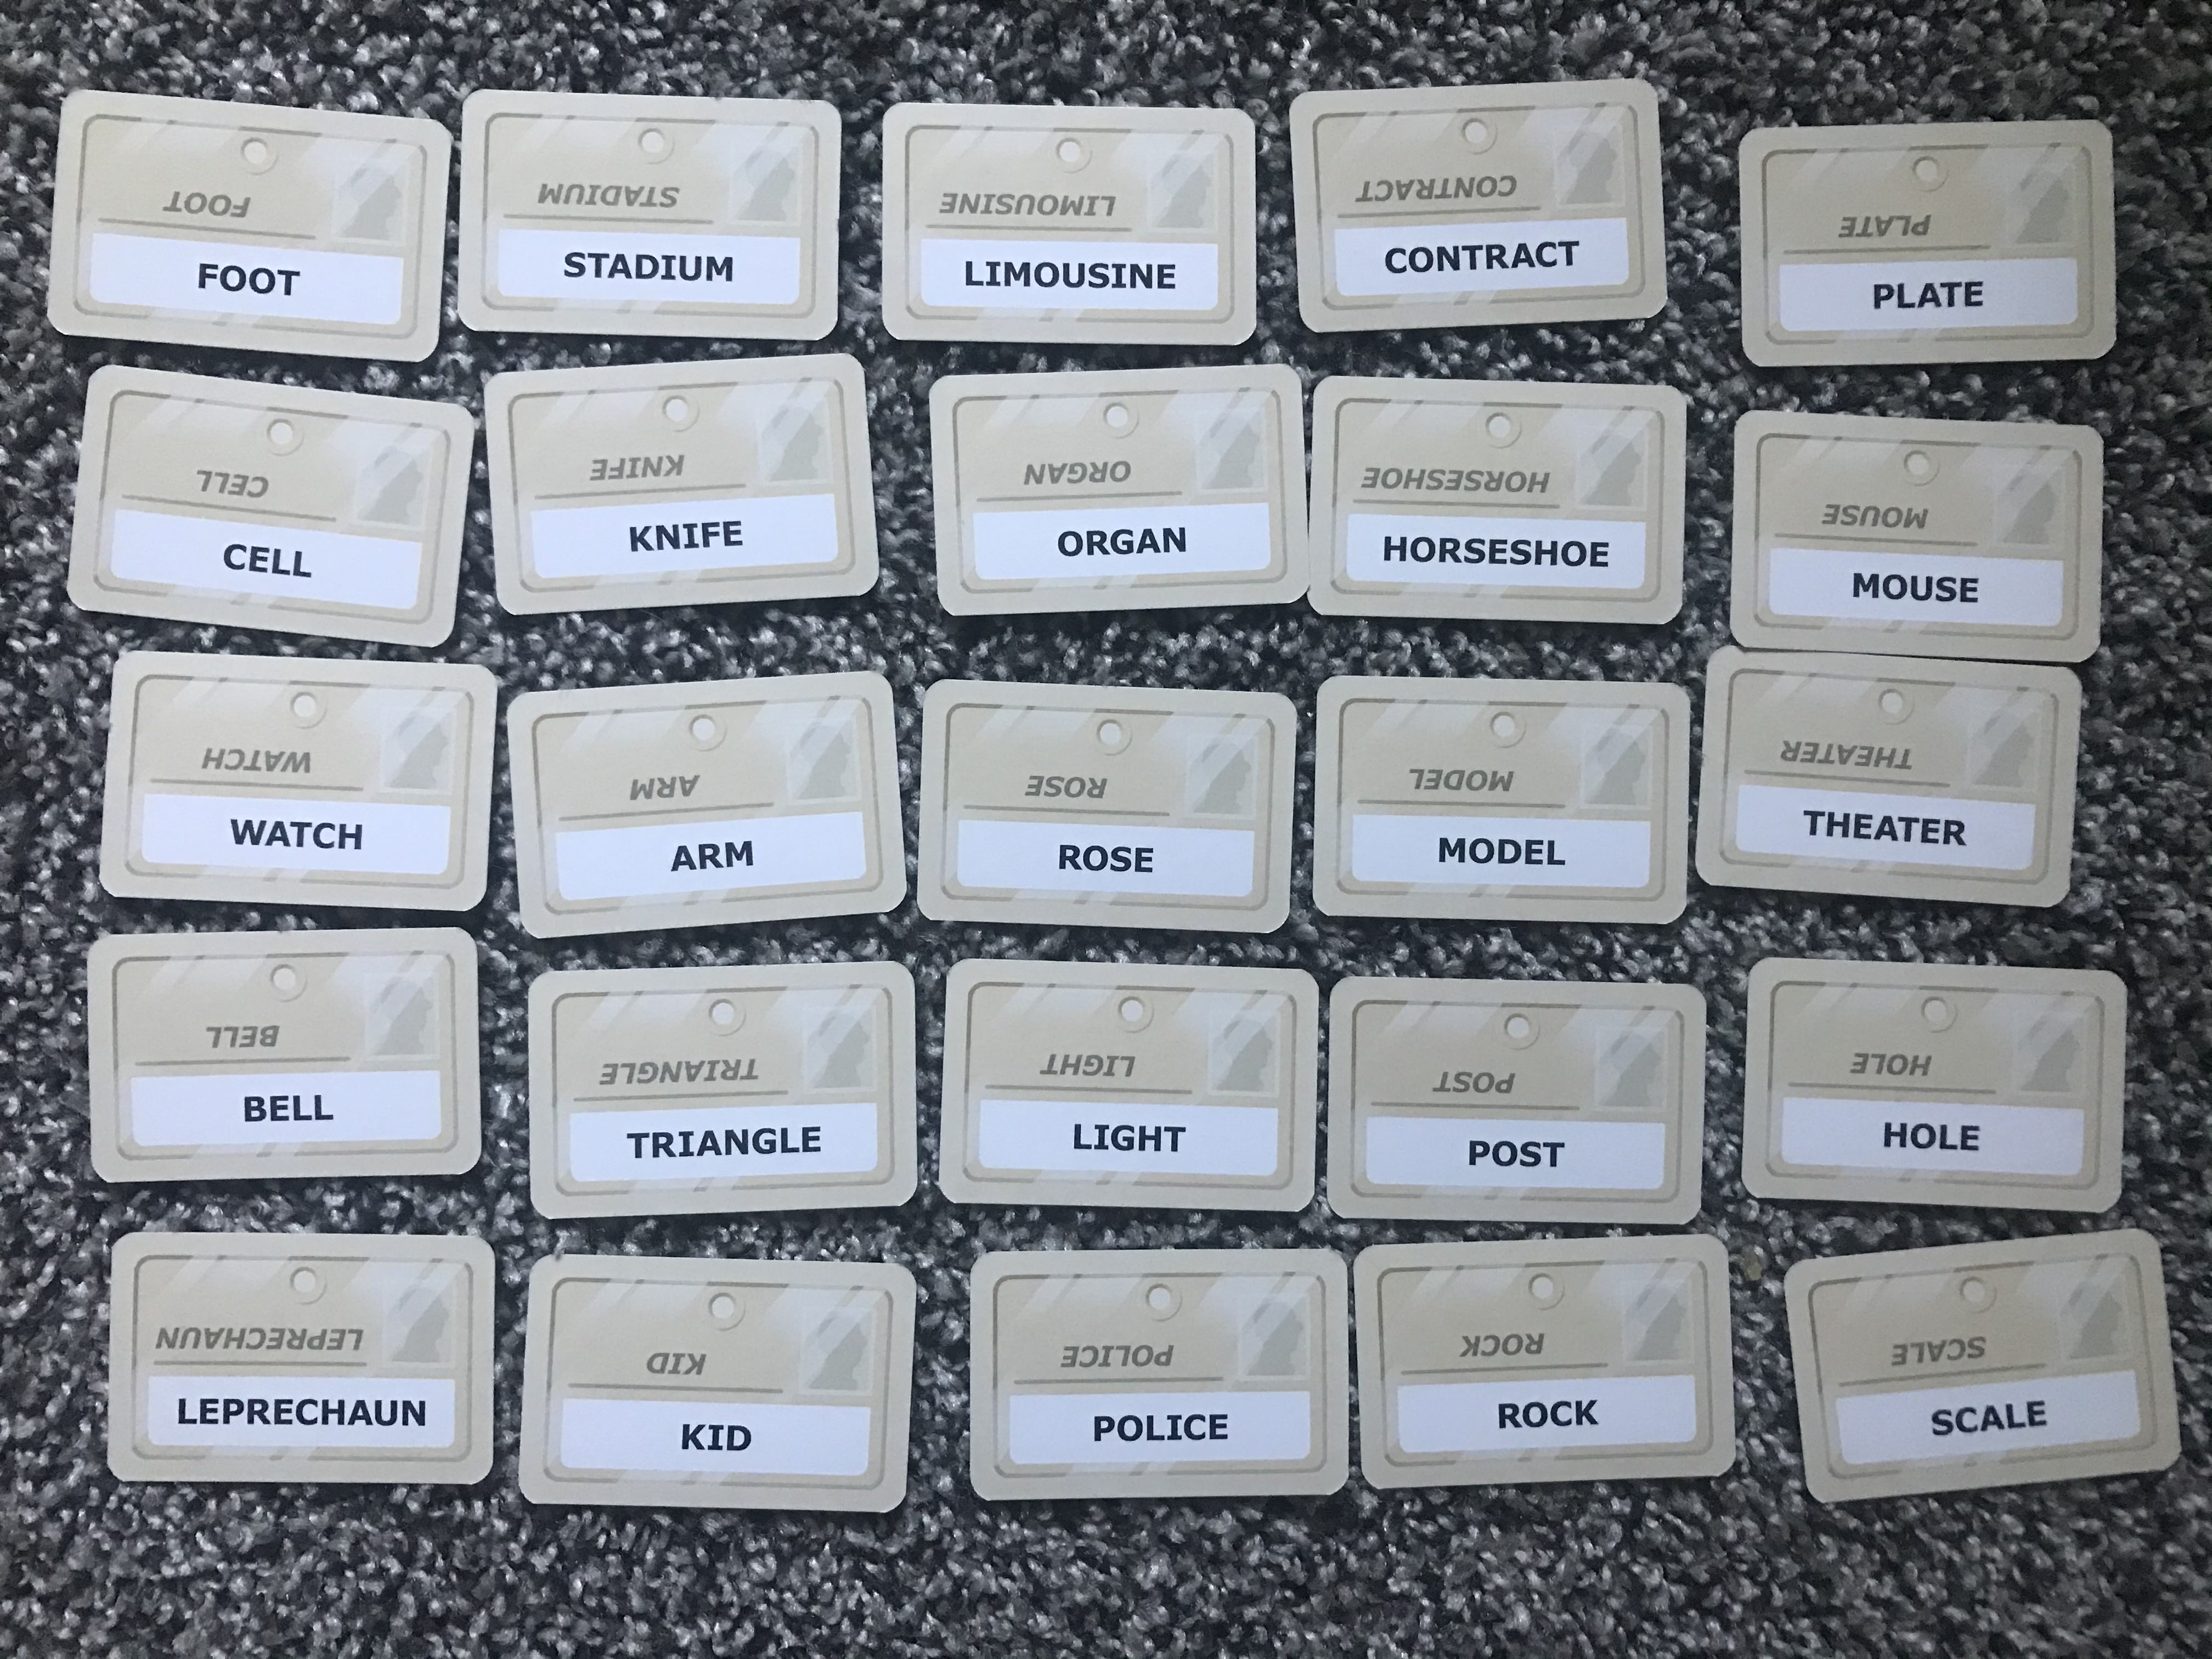 FOOT
FOOT
STADIUM
STADIUM
LIMOUSINE
LIMOUSINE
CONTRACT
CONTRACT
PLATE
PLATE
CELL
CELL
KNIFE
KNIFE
ORGAN
ORGAN
HORSESHOE
HORSESHOE
MOUSE
MOUSE
WATCH
WATCH
ARM
ARM
ROSE
ROSE
MODEL
MODEL
THEATER
THEATER
BELL
BELL
TRIANGLE
TRIANGLE
LIGHT
LIGHT
POST
POST
HOLE
HOLE
LEPRECHAUN
LEPRECHAUN
KID
KID
POLICE
POLICE
ROCK
ROCK
SCALE
SCALE